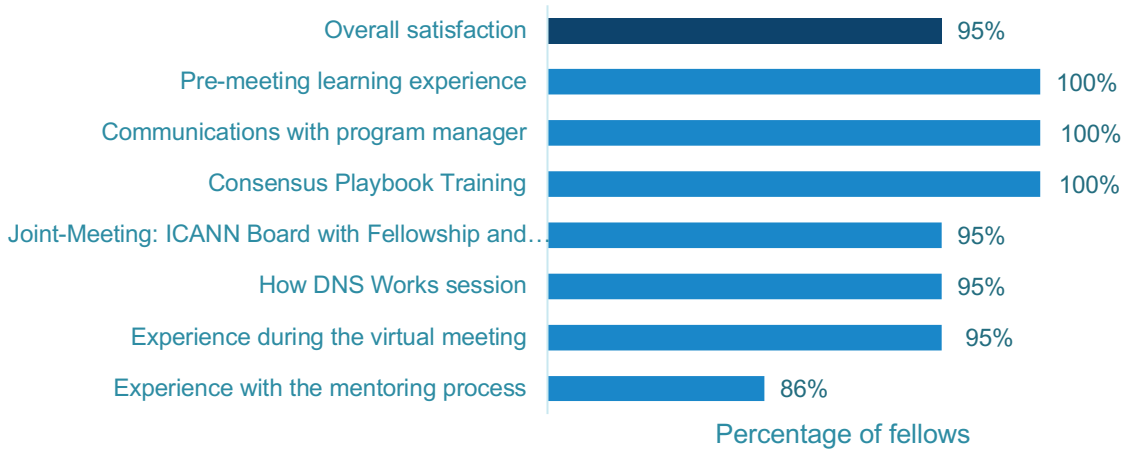 Overall satisfaction 95%
Pre-meeting learning experience 100%
Communications with program manager 100%
Consensus Playbook Training 100%
Joint-Meeting: ICANN Board with Fellowship and… 95%
How DNS Works session 95%
Experience during the virtual meeting 95%
Experience with the mentoring process 86%
Percentage of fellows